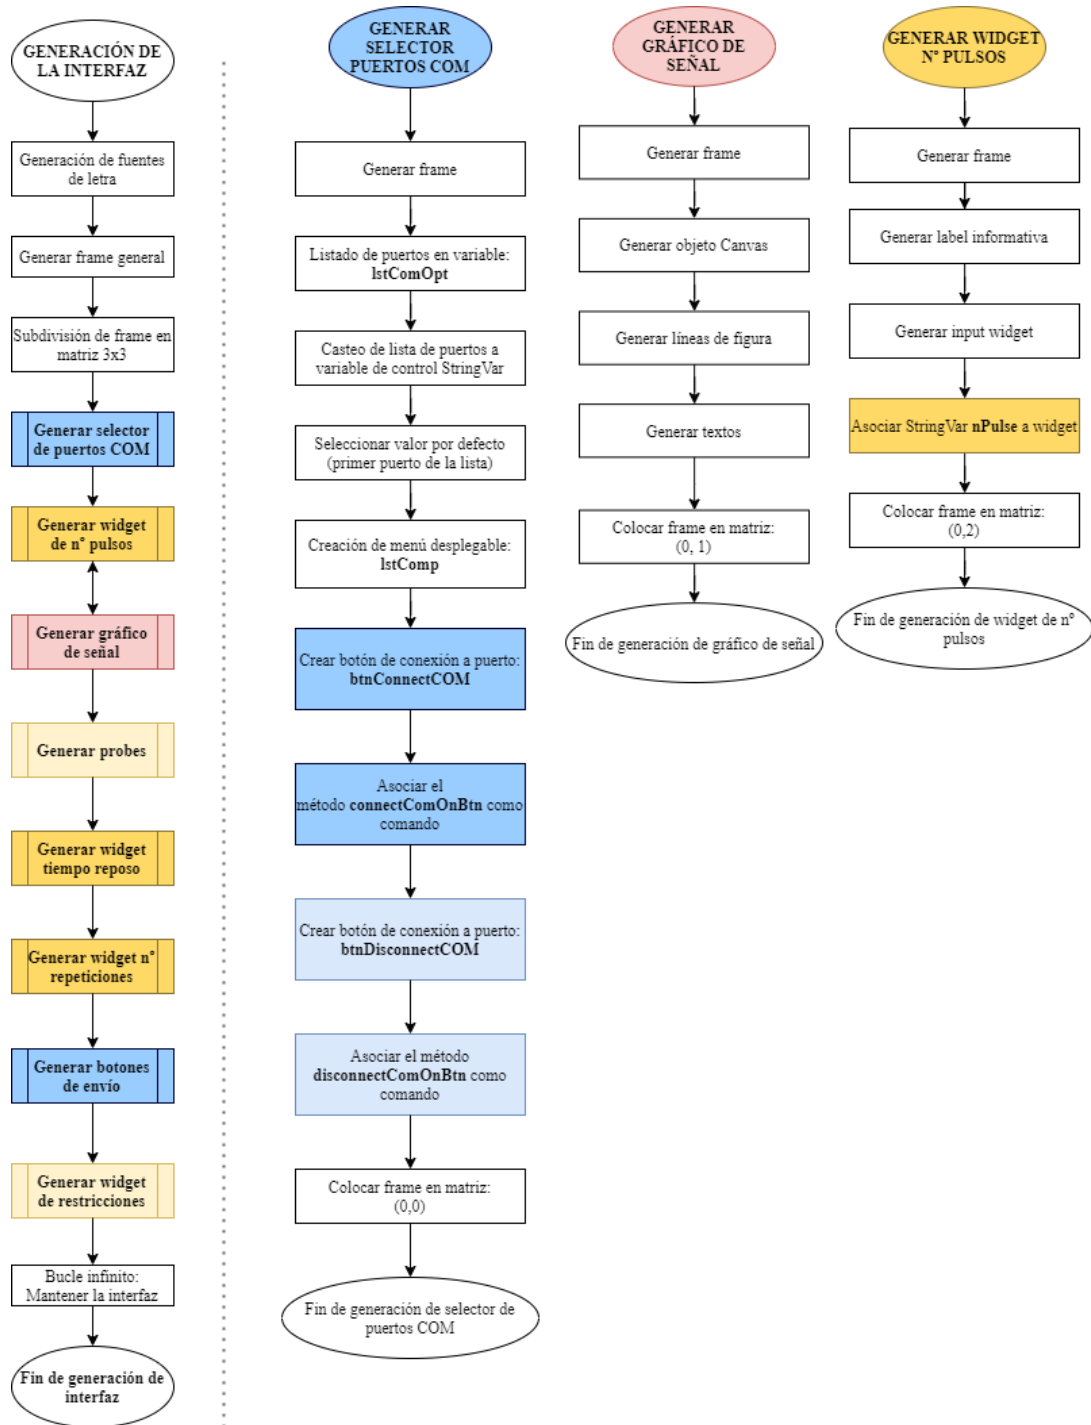 GENERACIÓN DE
LA INTERFAZ
Generación de fuentes
de letra
Generar frame general
Subdivisión de frame en
matriz 3x3
Generar selector
de puertos COM
Generar widget
de nº pulsos
Generar gráfico
de señal
Generar probes
Generar widget
tiempo reposo
Generar widget nº
repeticiones
Generar botones
de envío
Generar widget
de restricciones
Bucle infinito:
Mantener la interfaz
Fin de generación de
interfaz
GENERAR
SELECTOR
PUERTOS COM
Generar frame
Listado de puertos en variable:
lstComOpt
Casteo de lista de puertos a
variable de control StringVar
Seleccionar valor por defecto
(primer puerto de la lista)
Creación de menú desplegable:
lstComp
Crear botón de conexión a puerto:
btnConnectCOM
Asociar el
método connectComOnBtn como
comando
Crear botón de conexión a puerto:
btnDisconnectCOM
Asociar el método
disconnectComOnBtn como
comando
Colocar frame en matriz:
(0,0)
Fin de generación de selector de
puertos COM
GENERAR
GRÁFICO DE
SEÑAL
Generar frame
Generar objeto Canvas
Generar líneas de figura
Generar textos
Colocar frame en matriz:
(0, 1)
Fin de generación de gráfico de señal
GENERAR WIDGET
Nº PULSOS
Generar frame
Generar label informativa
Generar input widget
Asociar StringVar nPulse a widget
Colocar frame en matriz:
(0,2)
Fin de generación de widget de nº
pulsos